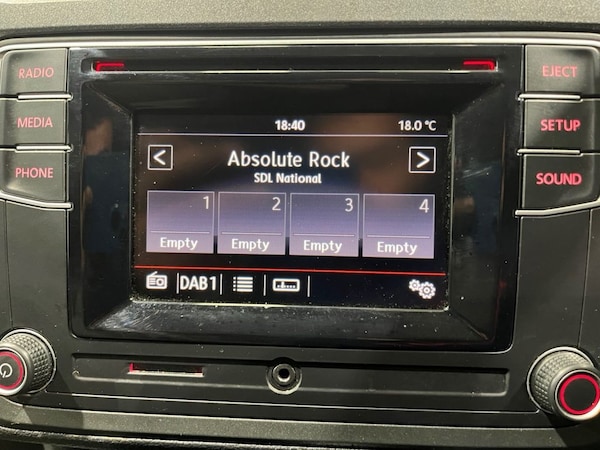 RADIO
MEDIA
PHONE
EJECT
SETUP
SOUND
18:40 18.0 °C
< Absolute Rock >
SDL National
1 2 3 4
Empty Empty Empty Empty
DAB1